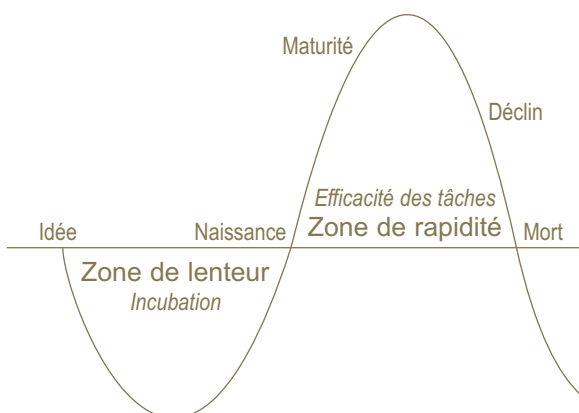 Maturité
Déclin
Efficacité des tâches
Idée
Naissance
Zone de rapidité
Mort
Zone de lenteur
Incubation